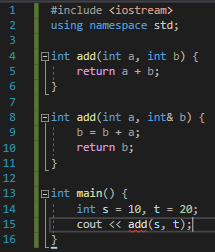 1 #include <iostream>
2 using namespace std;
3
4 int add(int a, int b) {
5 return a + b;
6 }
7
8 int add(int a, int& b) {
9 b = b + a;
10 return b;
11 }
12
13 int main() {
14 int s = 10, t = 20;
15 cout << add(s, t);
16 }